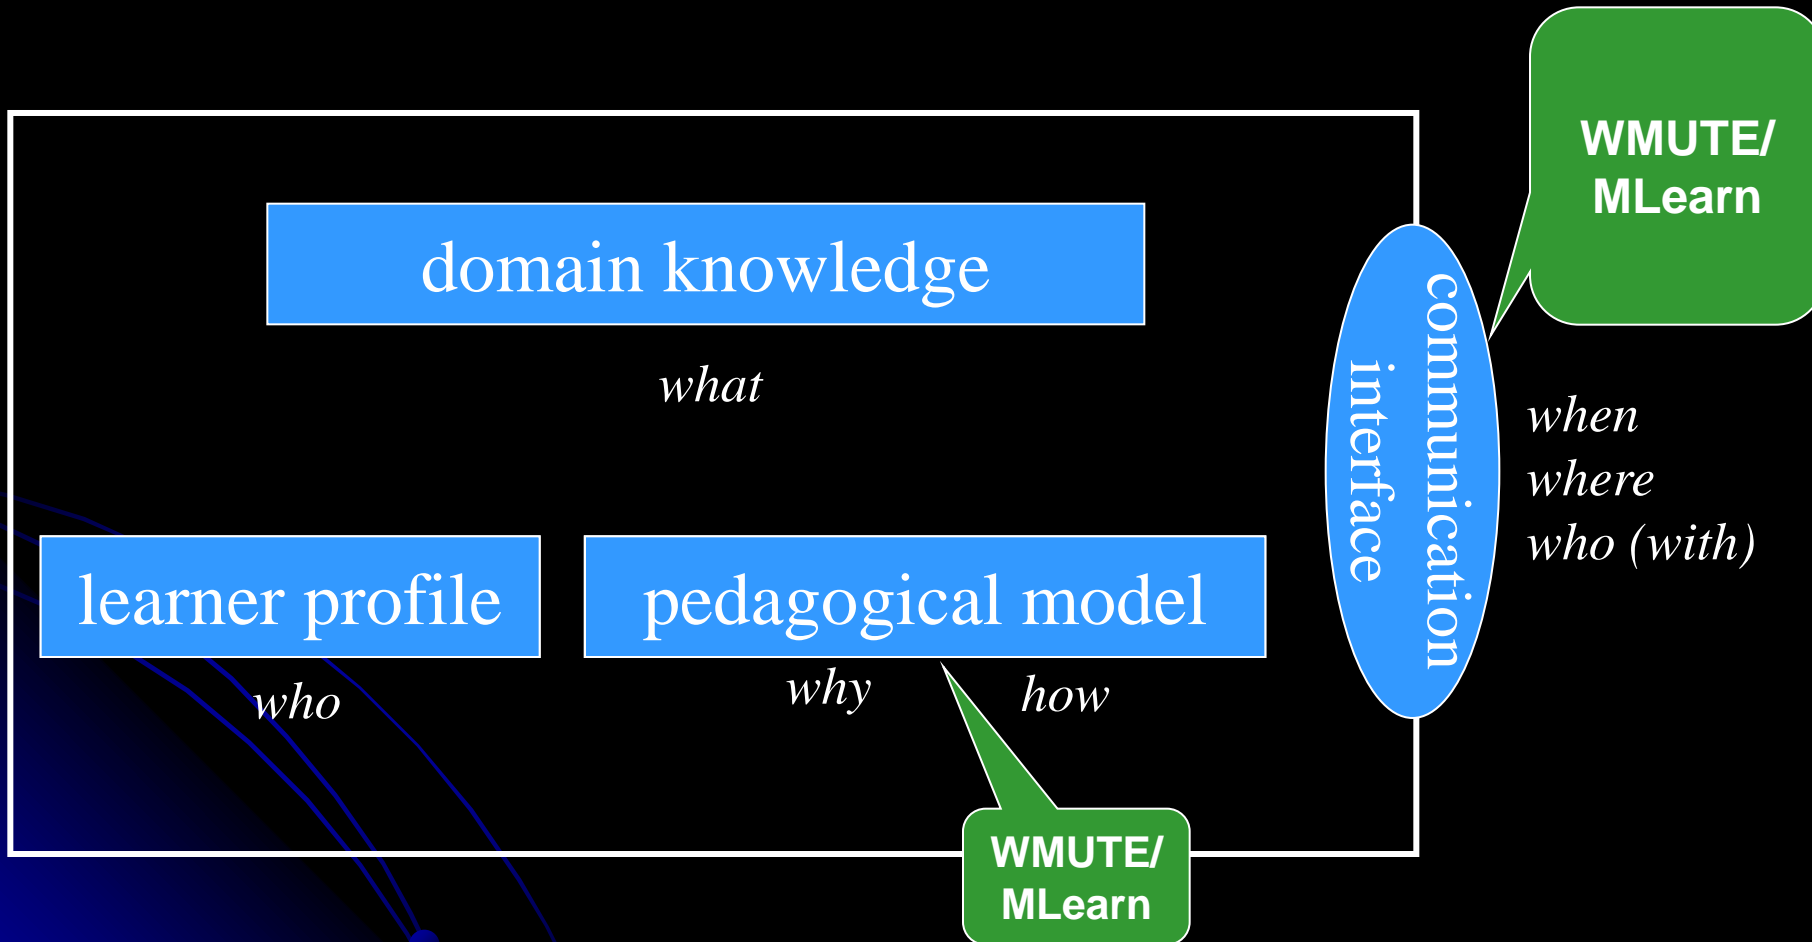 WMUTE/
MLearn
domain knowledge
what
communication
interface
when
where
who (with)
learner profile
who
pedagogical model
why how
WMUTE/
MLearn